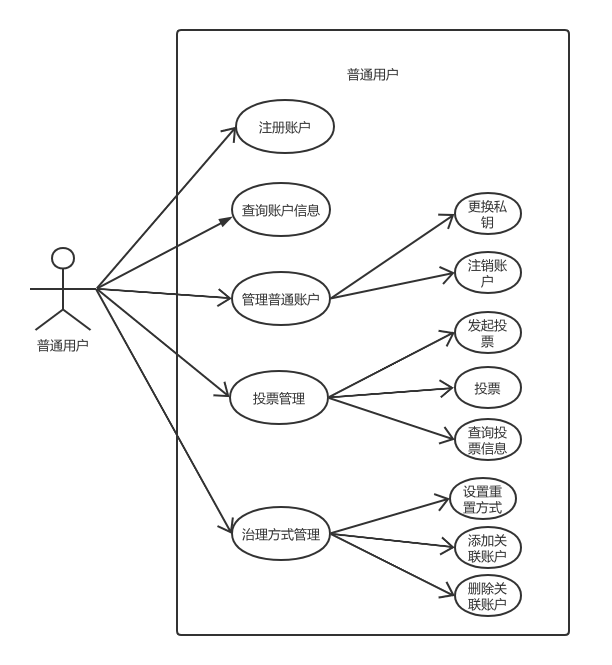 普通用户
注册账户
查询账户信息
更换私
钥
管理普通账户
注销账
户
普通用户
发起投
票
投票管理
投票
查询投
票信息
设置重
置方式
治理方式管理
添加关
联账户
删除关
联账户